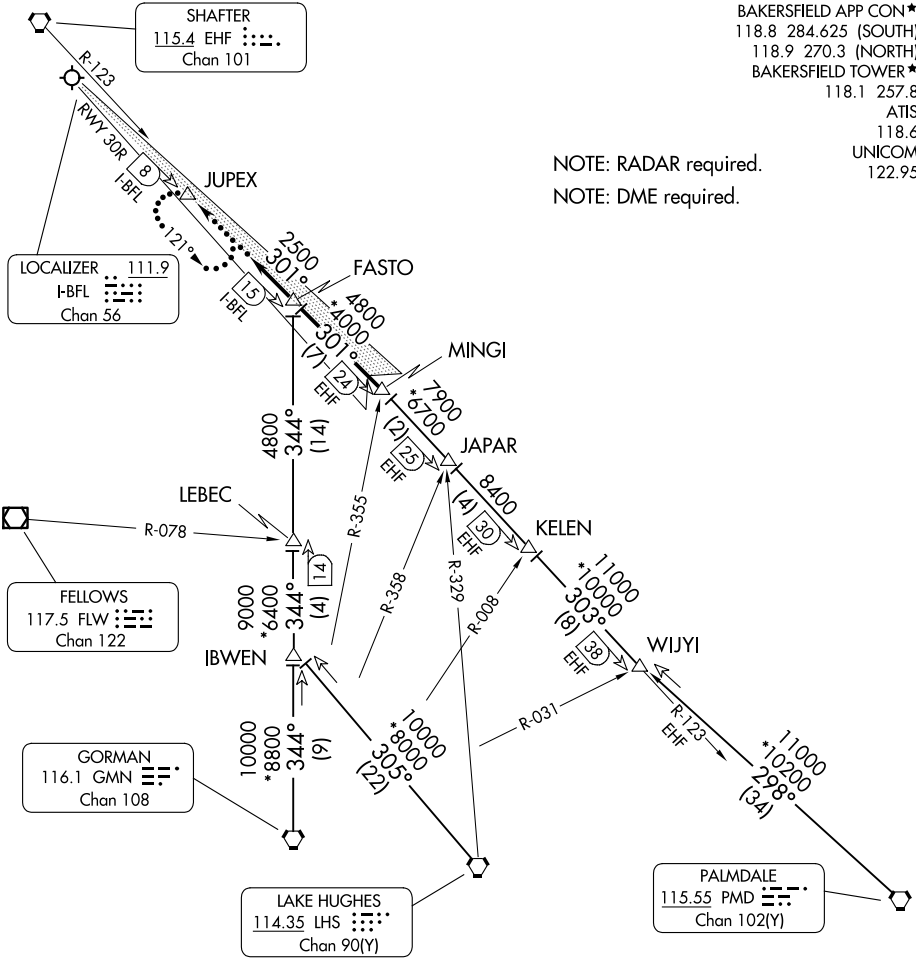 SHAFTER
115.4 EHF
Chan 101
BAKERSFIELD APP CON★
118.8 284.625 (SOUTH)
118.9 270.3 (NORTH)
BAKERSFIELD TOWER★
118.1 257.8
ATIS
118.6
UNICOM
122.95
NOTE: RADAR required.
NOTE: DME required.
R-123
RWY 30R
8
I-BFL
JUPEX
121°
LOCALIZER 111.9
I-BFL
Chan 56
2500
301°
15
I-BFL
FASTO
4800
*4000
301°
(7)
24
EHF
MINGI
7900
*6700
(2)
25
EHF
JAPAR
8400
(4)
30
EHF
KELEN
11000
*10000
303°
(8)
38
EHF
WIJYI
R-123
EHF
11000
*10200
298°
(34)
4800
344°
(14)
LEBEC
R-078
14
FELLOWS
117.5 FLW
Chan 122
9000
*6400
344°
(4)
IBWEN
R-355
R-358
R-329
R-008
R-031
10000
*8800
344°
(9)
10000
*8000
305°
(22)
GORMAN
116.1 GMN
Chan 108
LAKE HUGHES
114.35 LHS
Chan 90(Y)
PALMDALE
115.55 PMD
Chan 102(Y)